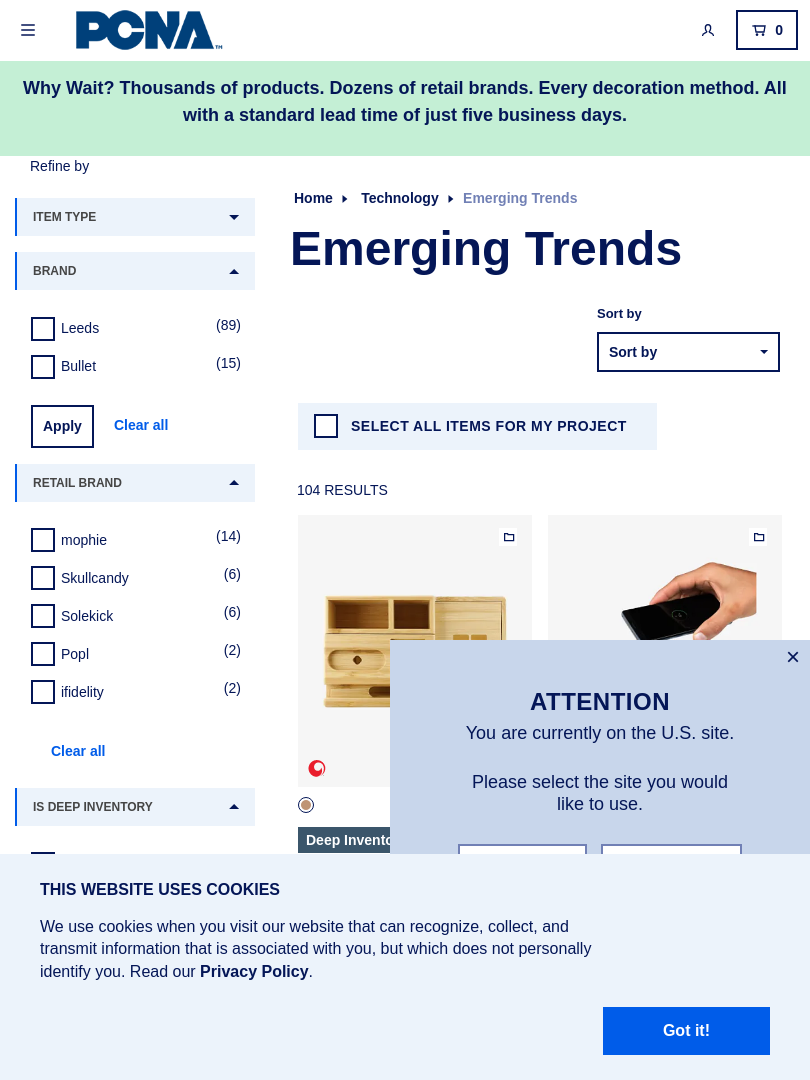 PCNA™
0
Why Wait? Thousands of products. Dozens of retail brands. Every decoration method. All
with a standard lead time of just five business days.
Refine by
ITEM TYPE
BRAND
Leeds (89)
Bullet (15)
Apply Clear all
RETAIL BRAND
mophie (14)
Skullcandy (6)
Solekick (6)
Popl (2)
ifidelity (2)
Clear all
IS DEEP INVENTORY
Home Technology Emerging Trends
Emerging Trends
Sort by
Sort by
SELECT ALL ITEMS FOR MY PROJECT
104 RESULTS
Deep
ATTENTION
You are currently on the U.S. site.
Please select the site you would
like to use.
THIS WEBSITE USES COOKIES
We use cookies when you visit our website that can recognize, collect, and
transmit information that is associated with you, but which does not personally
identify you. Read our Privacy Policy.
Got it!